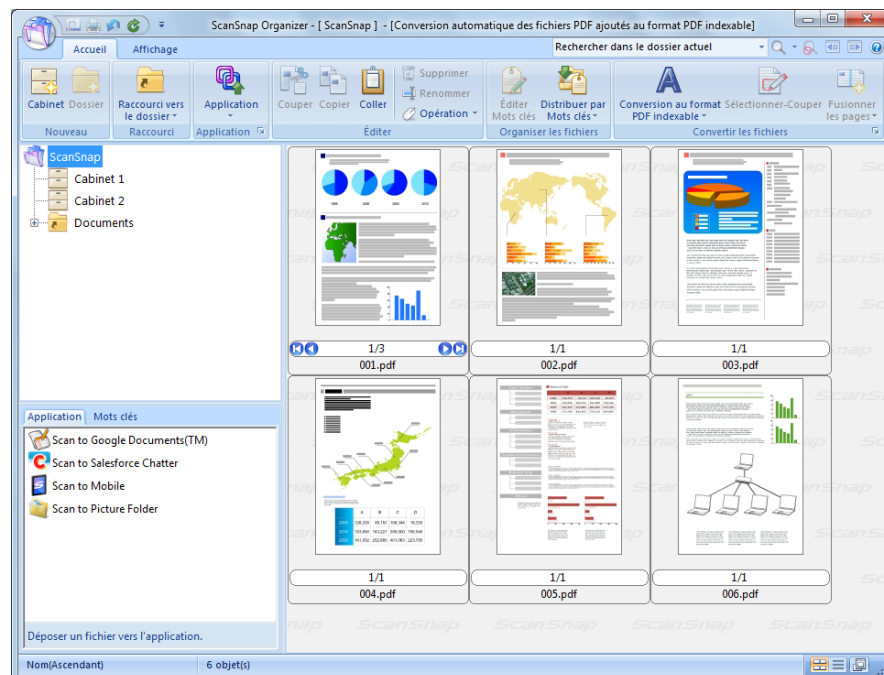 ScanSnap Organizer - [ ScanSnap ] - [Conversion automatique des fichiers PDF ajoutés au format PDF indexable]
Accueil Affichage
Rechercher dans le dossier actuel
Cabinet Dossier
Nouveau
Raccourci vers
le dossier
Raccourci
Application
Application
Couper Copier Coller
Supprimer
Renommer
Opération
Éditer
Éditer
Mots clés
Distribuer par
Mots clés
Organiser les fichiers
Conversion au format
PDF indexable
Sélectionner-Couper
Fusionner
les pages
Convertir les fichiers
ScanSnap
Cabinet 1
Cabinet 2
Documents
1/3
001.pdf
1/1
002.pdf
1/1
003.pdf
1/1
004.pdf
1/1
005.pdf
1/1
006.pdf
Application Mots clés
Scan to Google Documents(TM)
Scan to Salesforce Chatter
Scan to Mobile
Scan to Picture Folder
Déposer un fichier vers l'application.
ScanSnap ScanSnap ScanSnap ScanSnap
Nom(Ascendant) 6 objet(s)